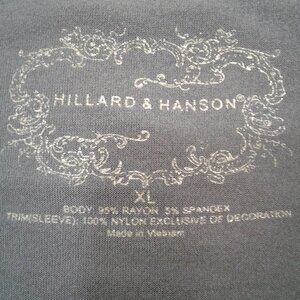 HILLARD & HANSON
XL
BODY: 95% RAYON 5% SPANDEX
TRIM(SLEEVE): 100% NYLON EXCLUSIVE OF DECORATION
Made in Vietnam